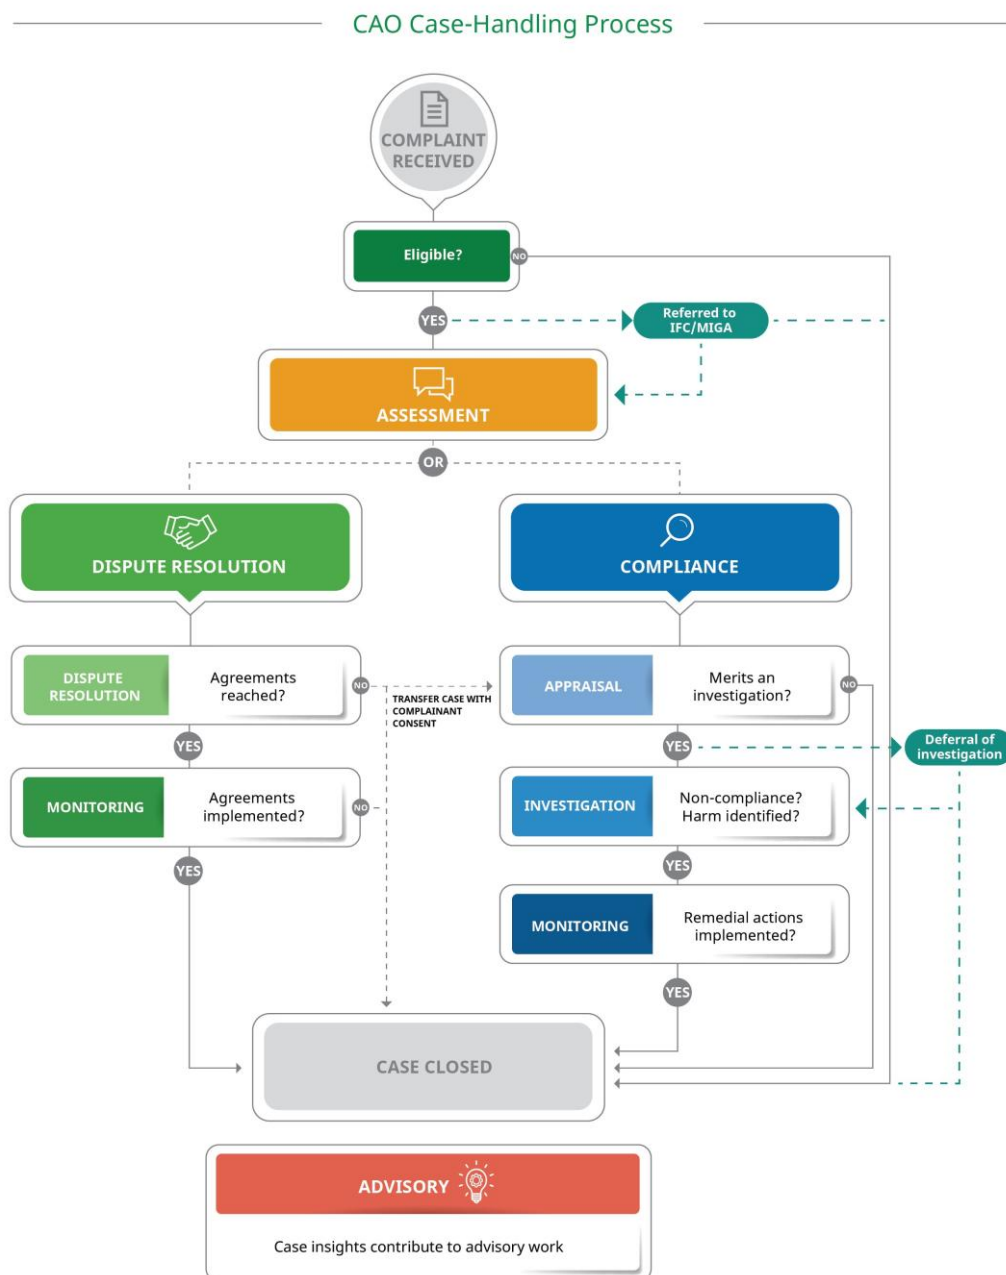 CAO Case-Handling Process
COMPLAINT
RECEIVED
Eligible?
NO
YES
Referred to
IFC/MIGA
ASSESSMENT
OR
DISPUTE RESOLUTION
COMPLIANCE
DISPUTE
RESOLUTION
Agreements
reached?
NO
TRANSFER CASE WITH
COMPLAINANT
CONSENT
APPRAISAL
Merits an
investigation?
NO
YES
YES
Deferral of
investigation
MONITORING
Agreements
implemented?
NO
INVESTIGATION
Non-compliance?
Harm identified?
YES
YES
MONITORING
Remedial actions
implemented?
YES
CASE CLOSED
ADVISORY
Case insights contribute to advisory work